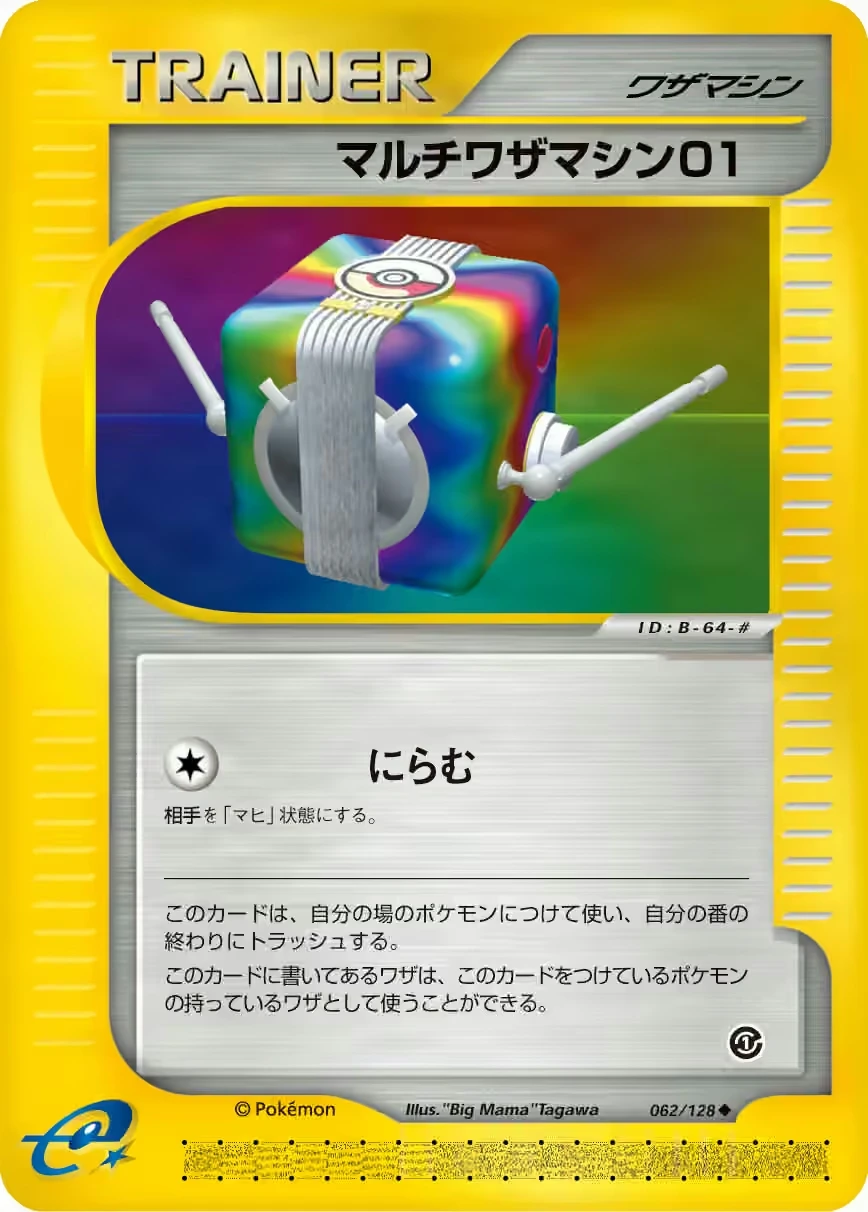 TRAINER
ワザマシン
マルチワザマシン01
ID:B-64-#
にらむ
相手を「マヒ」状態にする。
このカードは、自分の場のポケモンにつけて使い、自分の番の
終わりにトラッシュする。
このカードに書いてあるワザは、このカードをつけているポケモン
の持っているワザとして使うことができる。
1
e
© Pokémon
Illus."Big Mama"Tagawa
062/128◆